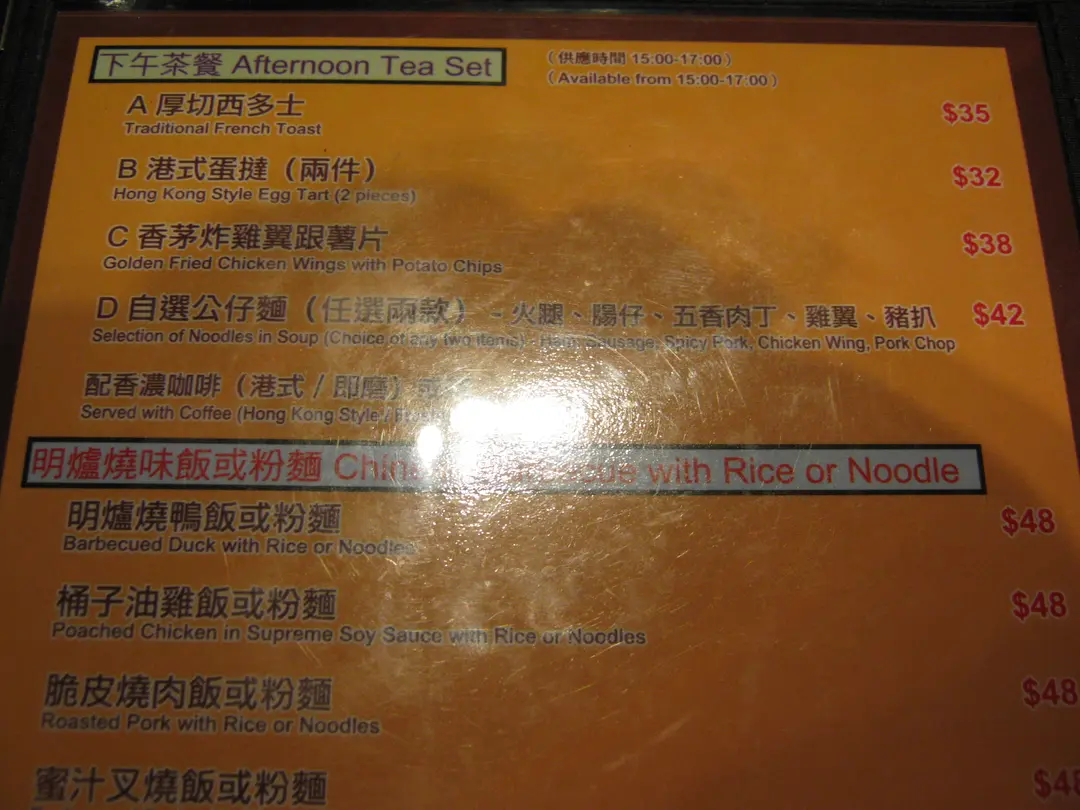 下午茶餐 Afternoon Tea Set
（供應時間 15:00-17:00）
（Available from 15:00-17:00）
A 厚切西多士 $35
Traditional French Toast
B 港式蛋撻（兩件） $32
Hong Kong Style Egg Tart (2 pieces)
C 香茅炸雞翼跟薯片 $38
Golden Fried Chicken Wings with Potato Chips
D 自選公仔麵（任選兩款） - 火腿、腸仔、五香肉丁、雞翼、豬扒 $42
Selection of Noodles in Soup (Choice of any two items) - Ham, Sausage, Spicy Pork, Chicken Wing, Pork Chop
配香濃咖啡（港式 / 即磨）或
Served with Coffee (Hong Kong Style /
明爐燒味飯或粉麵 with Rice or Noodle
明爐燒鴨飯或粉麵 $48
Barbecued Duck with Rice or Noodles
桶子油雞飯或粉麵 $48
Poached Chicken in Supreme Soy Sauce with Rice or Noodles
脆皮燒肉飯或粉麵 $48
Roasted Pork with Rice or Noodles
蜜汁叉燒飯或粉麵 $48